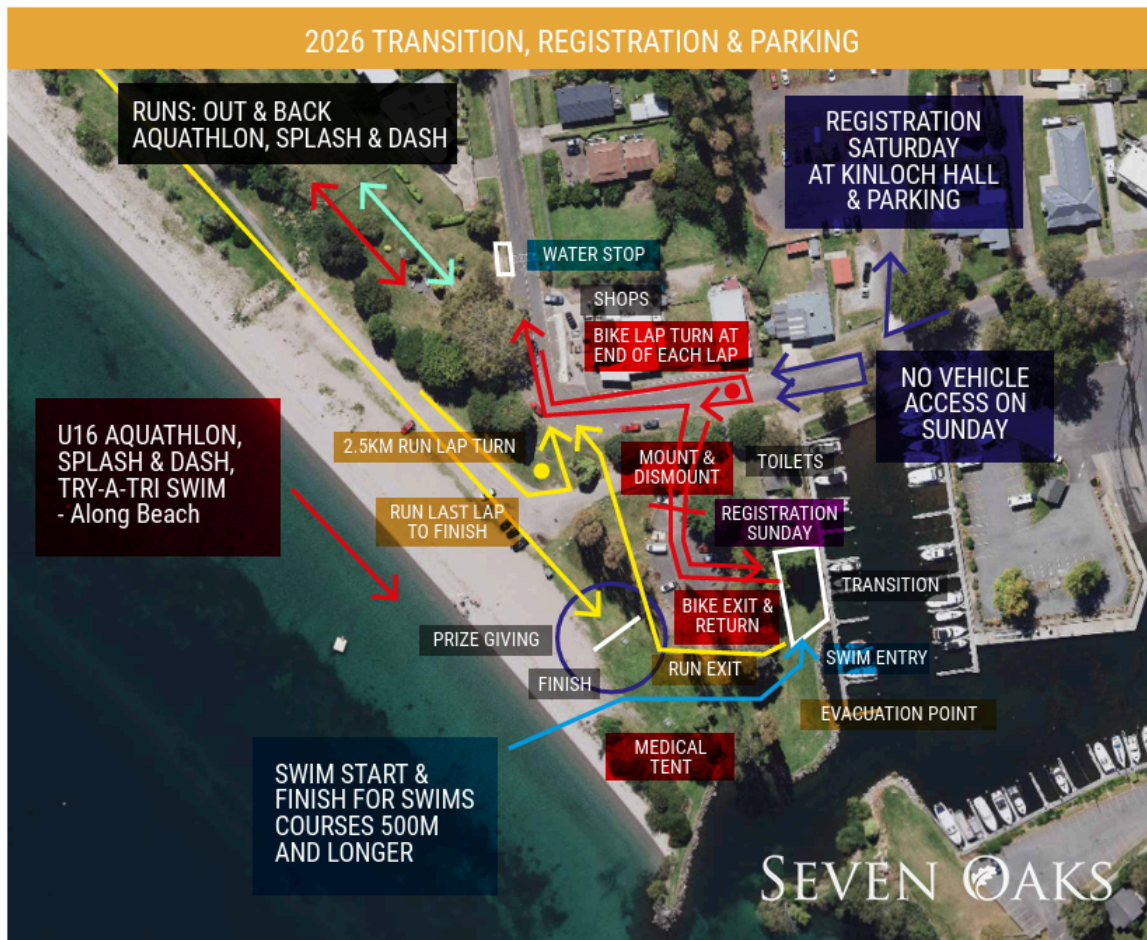 2026 TRANSITION, REGISTRATION & PARKING
RUNS: OUT & BACK
AQUATHLON, SPLASH & DASH
REGISTRATION
SATURDAY
AT KINLOCH HALL
& PARKING
WATER STOP
SHOPS
BIKE LAP TURN AT
END OF EACH LAP
NO VEHICLE
ACCESS ON
SUNDAY
U16 AQUATHLON,
SPLASH & DASH,
TRY-A-TRI SWIM
- Along Beach
2.5KM RUN LAP TURN
MOUNT &
DISMOUNT
TOILETS
RUN LAST LAP
TO FINISH
REGISTRATION
SUNDAY
TRANSITION
BIKE EXIT &
RETURN
PRIZE GIVING
RUN EXIT
SWIM ENTRY
FINISH
EVACUATION POINT
MEDICAL
TENT
SWIM START &
FINISH FOR SWIMS
COURSES 500M
AND LONGER
SEVEN OAKS